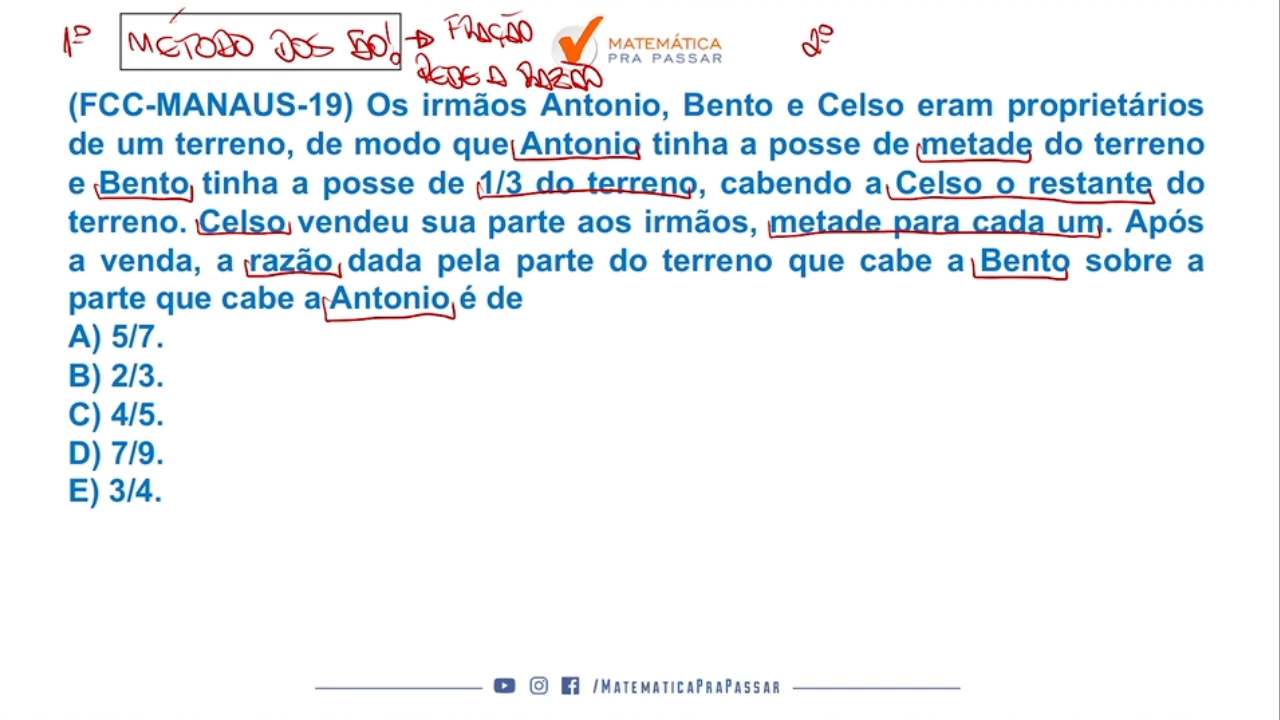 1º MÉTODO DOS 50! → FRAÇÃO
MATEMÁTICA
PRA PASSAR
2º
PEDE A RAZÃO
(FCC-MANAUS-19) Os irmãos Antonio, Bento e Celso eram proprietários
de um terreno, de modo que Antonio tinha a posse de metade do terreno
e Bento tinha a posse de 1/3 do terreno, cabendo a Celso o restante do
terreno. Celso vendeu sua parte aos irmãos, metade para cada um. Após
a venda, a razão dada pela parte do terreno que cabe a Bento sobre a
parte que cabe a Antonio é de
A) 5/7.
B) 2/3.
C) 4/5.
D) 7/9.
E) 3/4.
/MATEMATICAPRAPASSAR